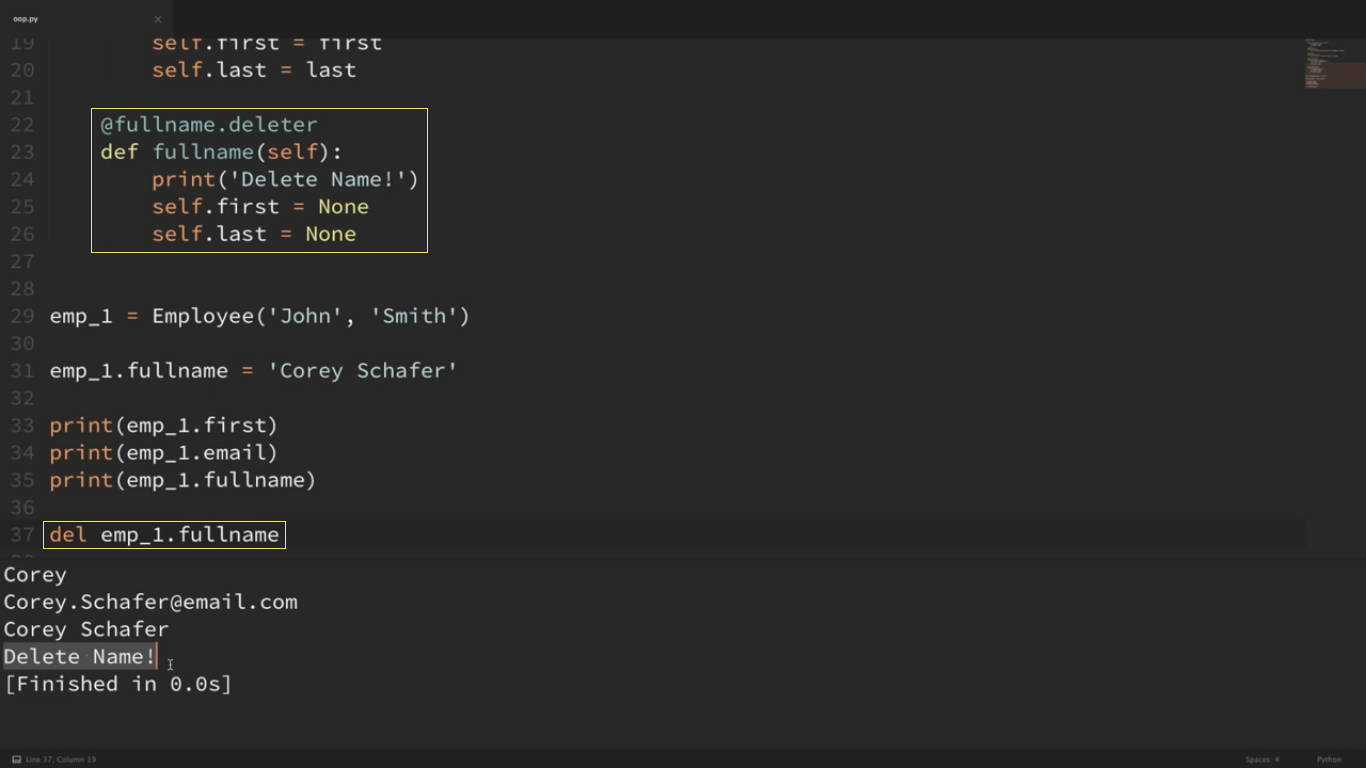 oop.py
19 self.first = first
20 self.last = last
21
22 @fullname.deleter
23 def fullname(self):
24 print('Delete Name!')
25 self.first = None
26 self.last = None
27
28
29 emp_1 = Employee('John', 'Smith')
30
31 emp_1.fullname = 'Corey Schafer'
32
33 print(emp_1.first)
34 print(emp_1.email)
35 print(emp_1.fullname)
36
37 del emp_1.fullname
Corey
Corey.Schafer@email.com
Corey Schafer
Delete Name!
[Finished in 0.0s]
Line 37, Column 19 Spaces: 4 Python